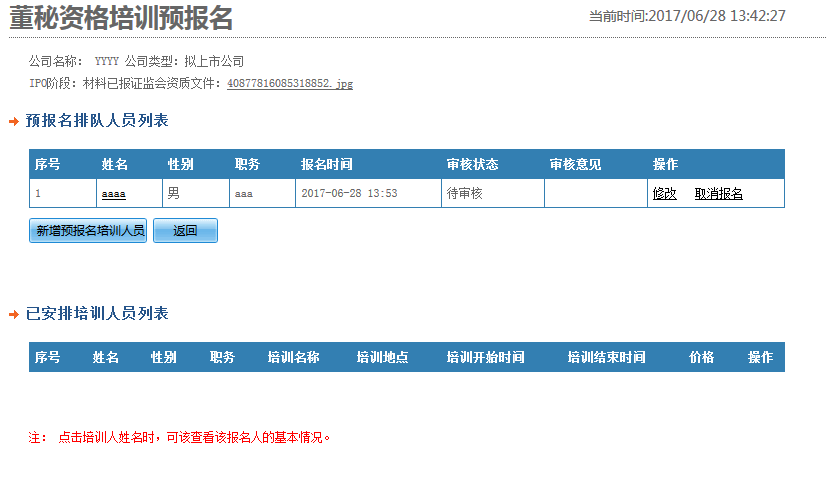 董秘资格培训预报名
当前时间:2017/06/28 13:42:27
公司名称： YYYY 公司类型：拟上市公司
IPO阶段：材料已报证监会资质文件：40877816085318852.jpg
预报名排队人员列表
序号 姓名 性别 职务 报名时间 审核状态 审核意见 操作
1 aaaa 男 aaa 2017-06-28 13:53 待审核 修改 取消报名
新增预报名培训人员 返回
已安排培训人员列表
序号 姓名 性别 职务 培训名称 培训地点 培训开始时间 培训结束时间 价格 操作
注： 点击培训人姓名时，可该查看该报名人的基本情况。